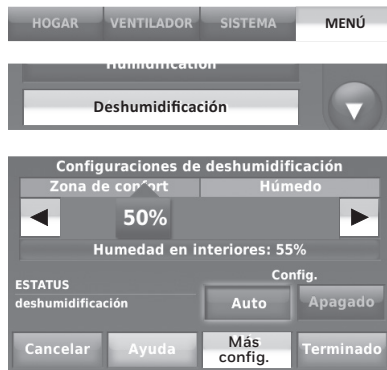 HOGAR VENTILADOR SISTEMA MENÚ
Humidification
Deshumidificación
Configuraciones de deshumidificación
Zona de confort Húmedo
50%
Humedad en interiores: 55%
ESTATUS
deshumidificación
Config.
Auto Apagado
Cancelar Ayuda Más config. Terminado